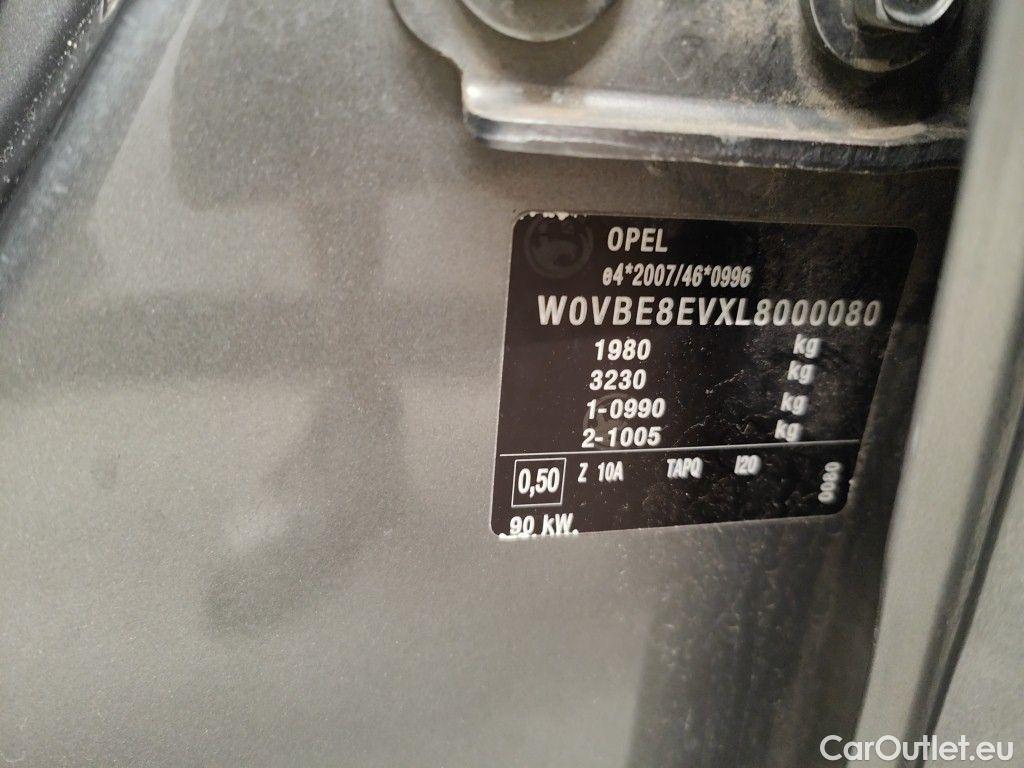 OPEL
e4*2007/46*0996
W0VBE8EVXL8000080
1980 kg
3230 kg
1-0990 kg
2-1005 kg
0,50 Z 10A TAPQ I20 0080
90 kW.
CarOutlet.eu